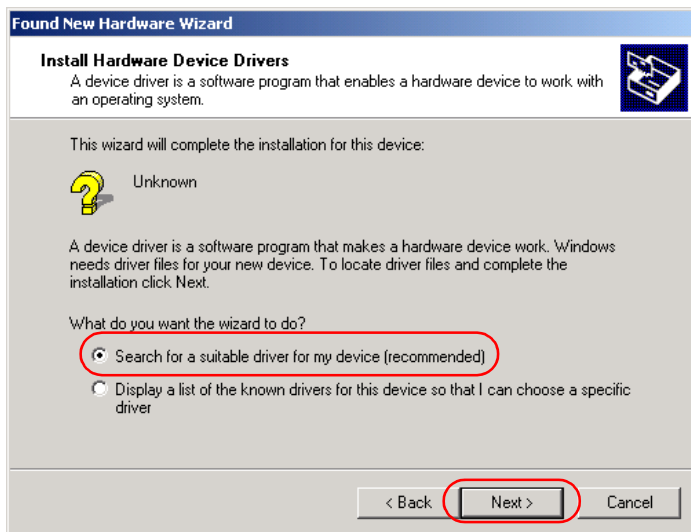 Found New Hardware Wizard
Install Hardware Device Drivers
A device driver is a software program that enables a hardware device to work with
an operating system.
This wizard will complete the installation for this device:
Unknown
A device driver is a software program that makes a hardware device work. Windows
needs driver files for your new device. To locate driver files and complete the
installation click Next.
What do you want the wizard to do?
Search for a suitable driver for my device (recommended)
Display a list of the known drivers for this device so that I can choose a specific
driver
< Back
Next >
Cancel